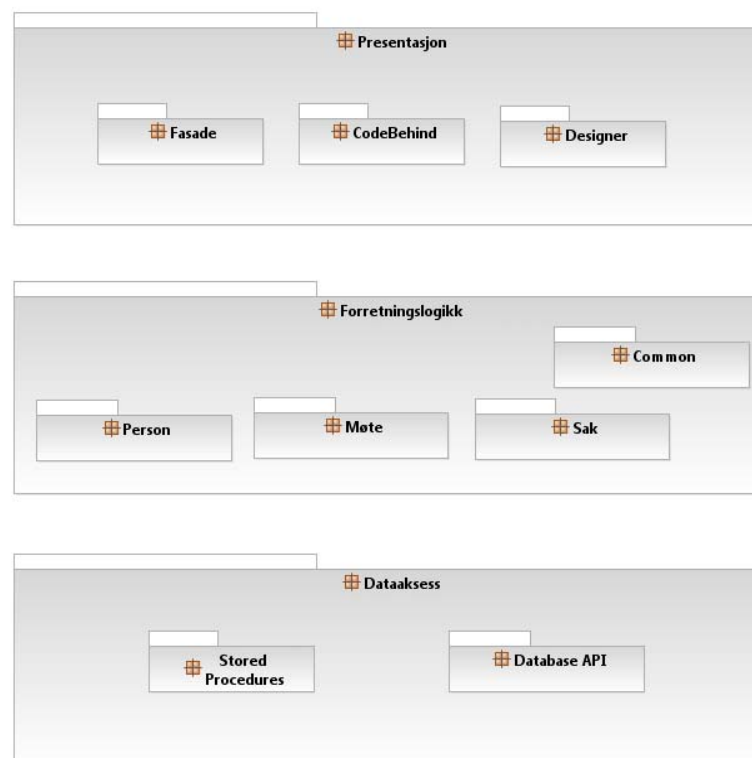 Presentasjon
Fasade
CodeBehind
Designer
Forretningslogikk
Common
Person
Møte
Sak
Dataaksess
Stored
Procedures
Database API